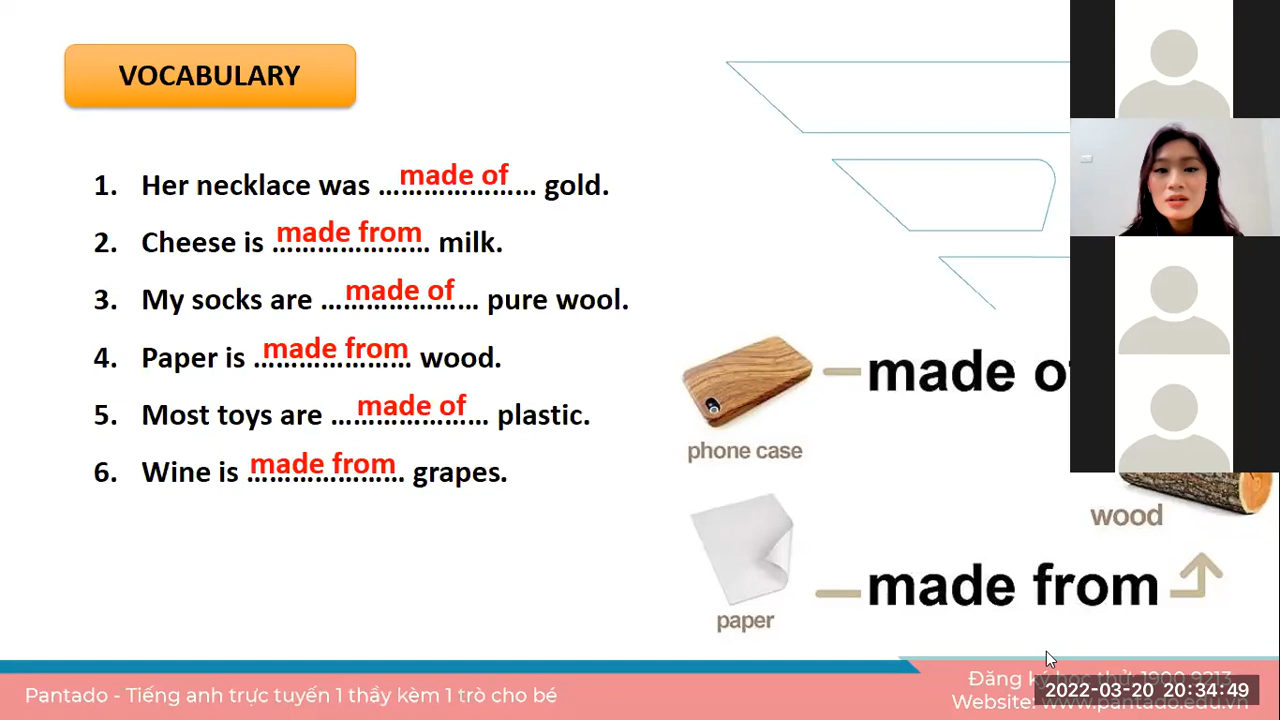 VOCABULARY
1. Her necklace was ...made of... gold.
2. Cheese is ...made from... milk.
3. My socks are ...made of... pure wool.
4. Paper is ...made from... wood.
5. Most toys are ...made of... plastic.
6. Wine is ...made from... grapes.
made of
phone case
wood
made from
paper
Pantado - Tiếng anh trực tuyến 1 thầy kèm 1 trò cho bé
Đăng ký học thử: 1900 9213
Website: www.pantado.edu.vn
2022-03-20 20:34:49